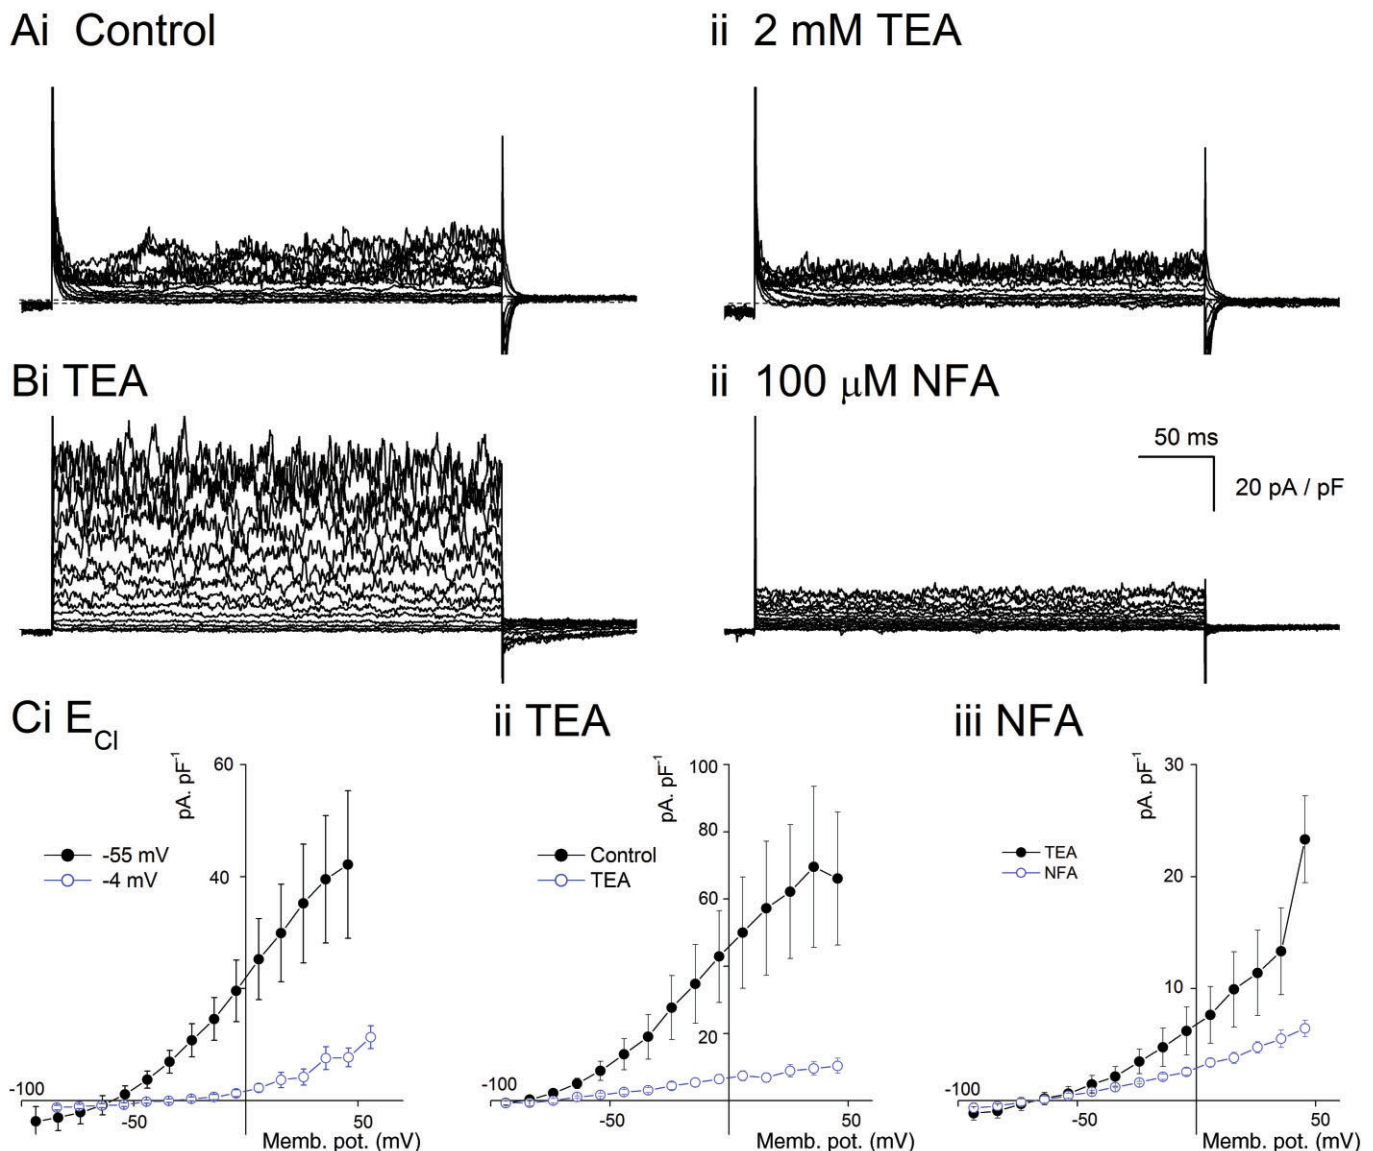 Ai Control
ii 2 mM TEA
Bi TEA
ii 100 μM NFA
50 ms
20 pA / pF
Ci E_Cl
ii TEA
iii NFA
pA. pF⁻¹
60
40
-55 mV
-4 mV
-100
-50
50
Memb. pot. (mV)
pA. pF⁻¹
100
80
60
20
Control
TEA
-100
-50
50
Memb. pot. (mV)
pA. pF⁻¹
30
20
10
TEA
NFA
-100
-50
50
Memb. pot. (mV)